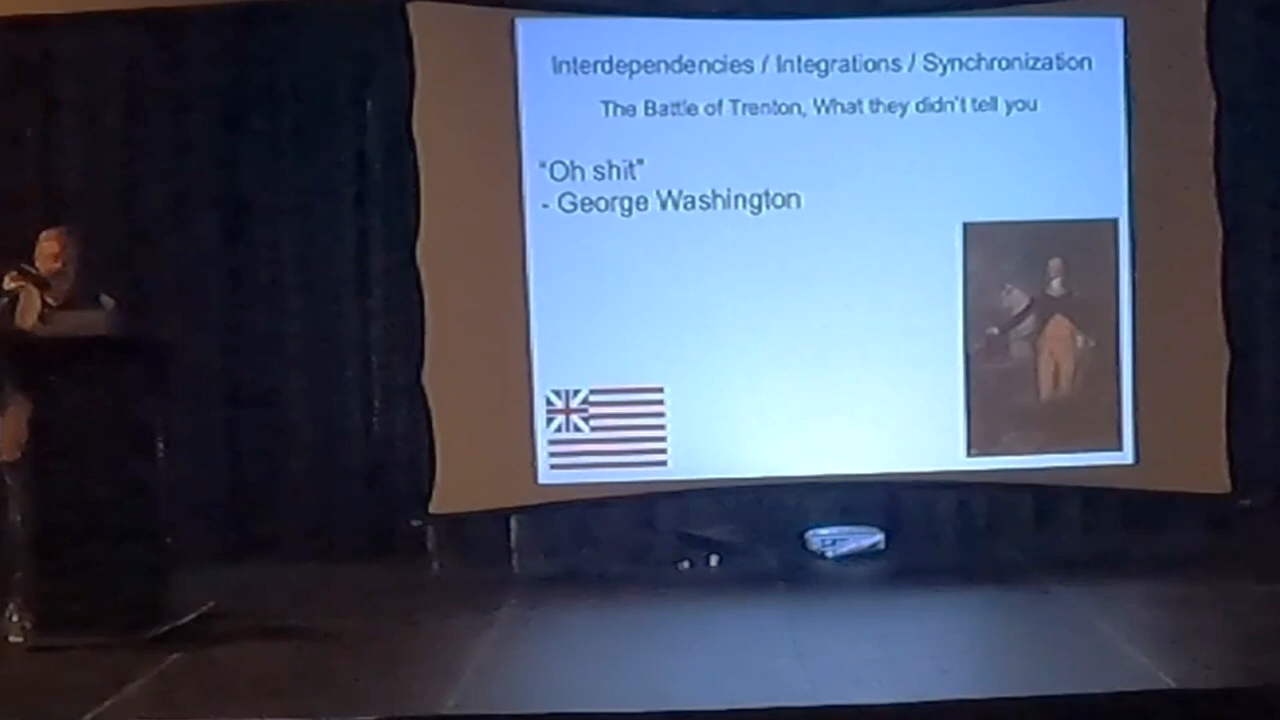 Interdependencies / Integrations / Synchronization
The Battle of Trenton, What they didn't tell you
"Oh shit"
- George Washington